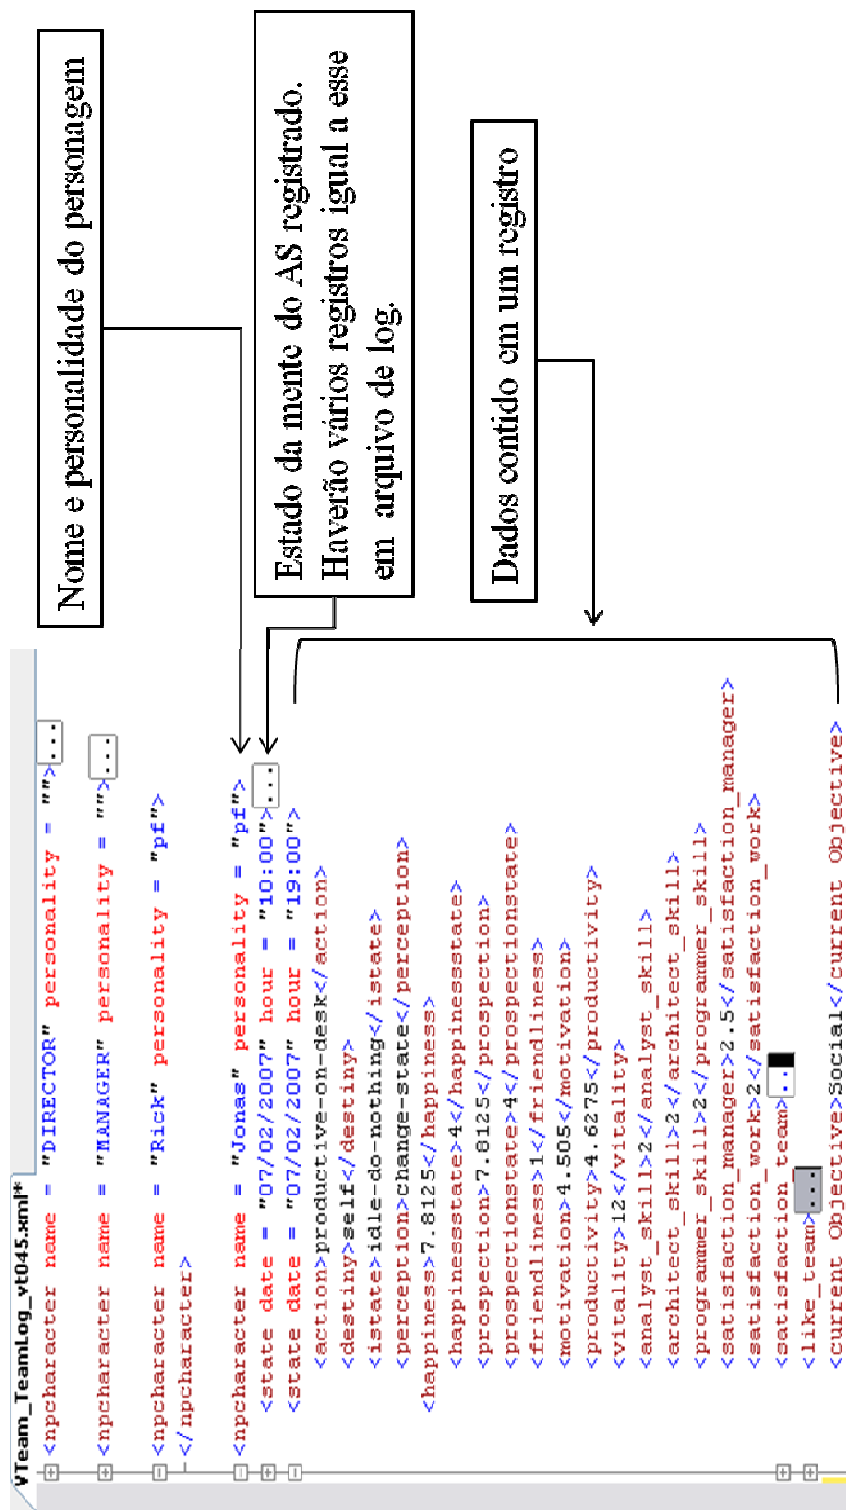 VTeam_TeamLog_vt045.xml*
<npcharacter name = "DIRECTOR" personality = "">...
<npcharacter name = "MANAGER" personality = "">...
<npcharacter name = "Rick" personality = "pf">
</npcharacter>
<npcharacter name = "Jonas" personality = "pf">
<state date = "07/02/2007" hour = "10:00">...
<state date = "07/02/2007" hour = "19:00">
<action>productive-on-desk</action>
<destiny>self</destiny>
<istate>idle-do-nothing</istate>
<perception>change-state</perception>
<happiness>7.8125</happiness>
<happinessstate>4</happinessstate>
<prospection>7.8125</prospection>
<prospectionstate>4</prospectionstate>
<friendliness>1</friendliness>
<motivation>4.505</motivation>
<productivity>4.6275</productivity>
<vitality>12</vitality>
<analyst_skill>2</analyst_skill>
<architect_skill>2</architect_skill>
<programmer_skill>2</programmer_skill>
<satisfaction_manager>2.5</satisfaction_manager>
<satisfaction_work>2</satisfaction_work>
<satisfaction_team>..
<like_team>...
<current Objective>Social</current Objective>
Nome e personalidade do personagem
Estado da mente do AS registrado.
Haverão vários registros igual a esse
em arquivo de log.
Dados contido em um registro